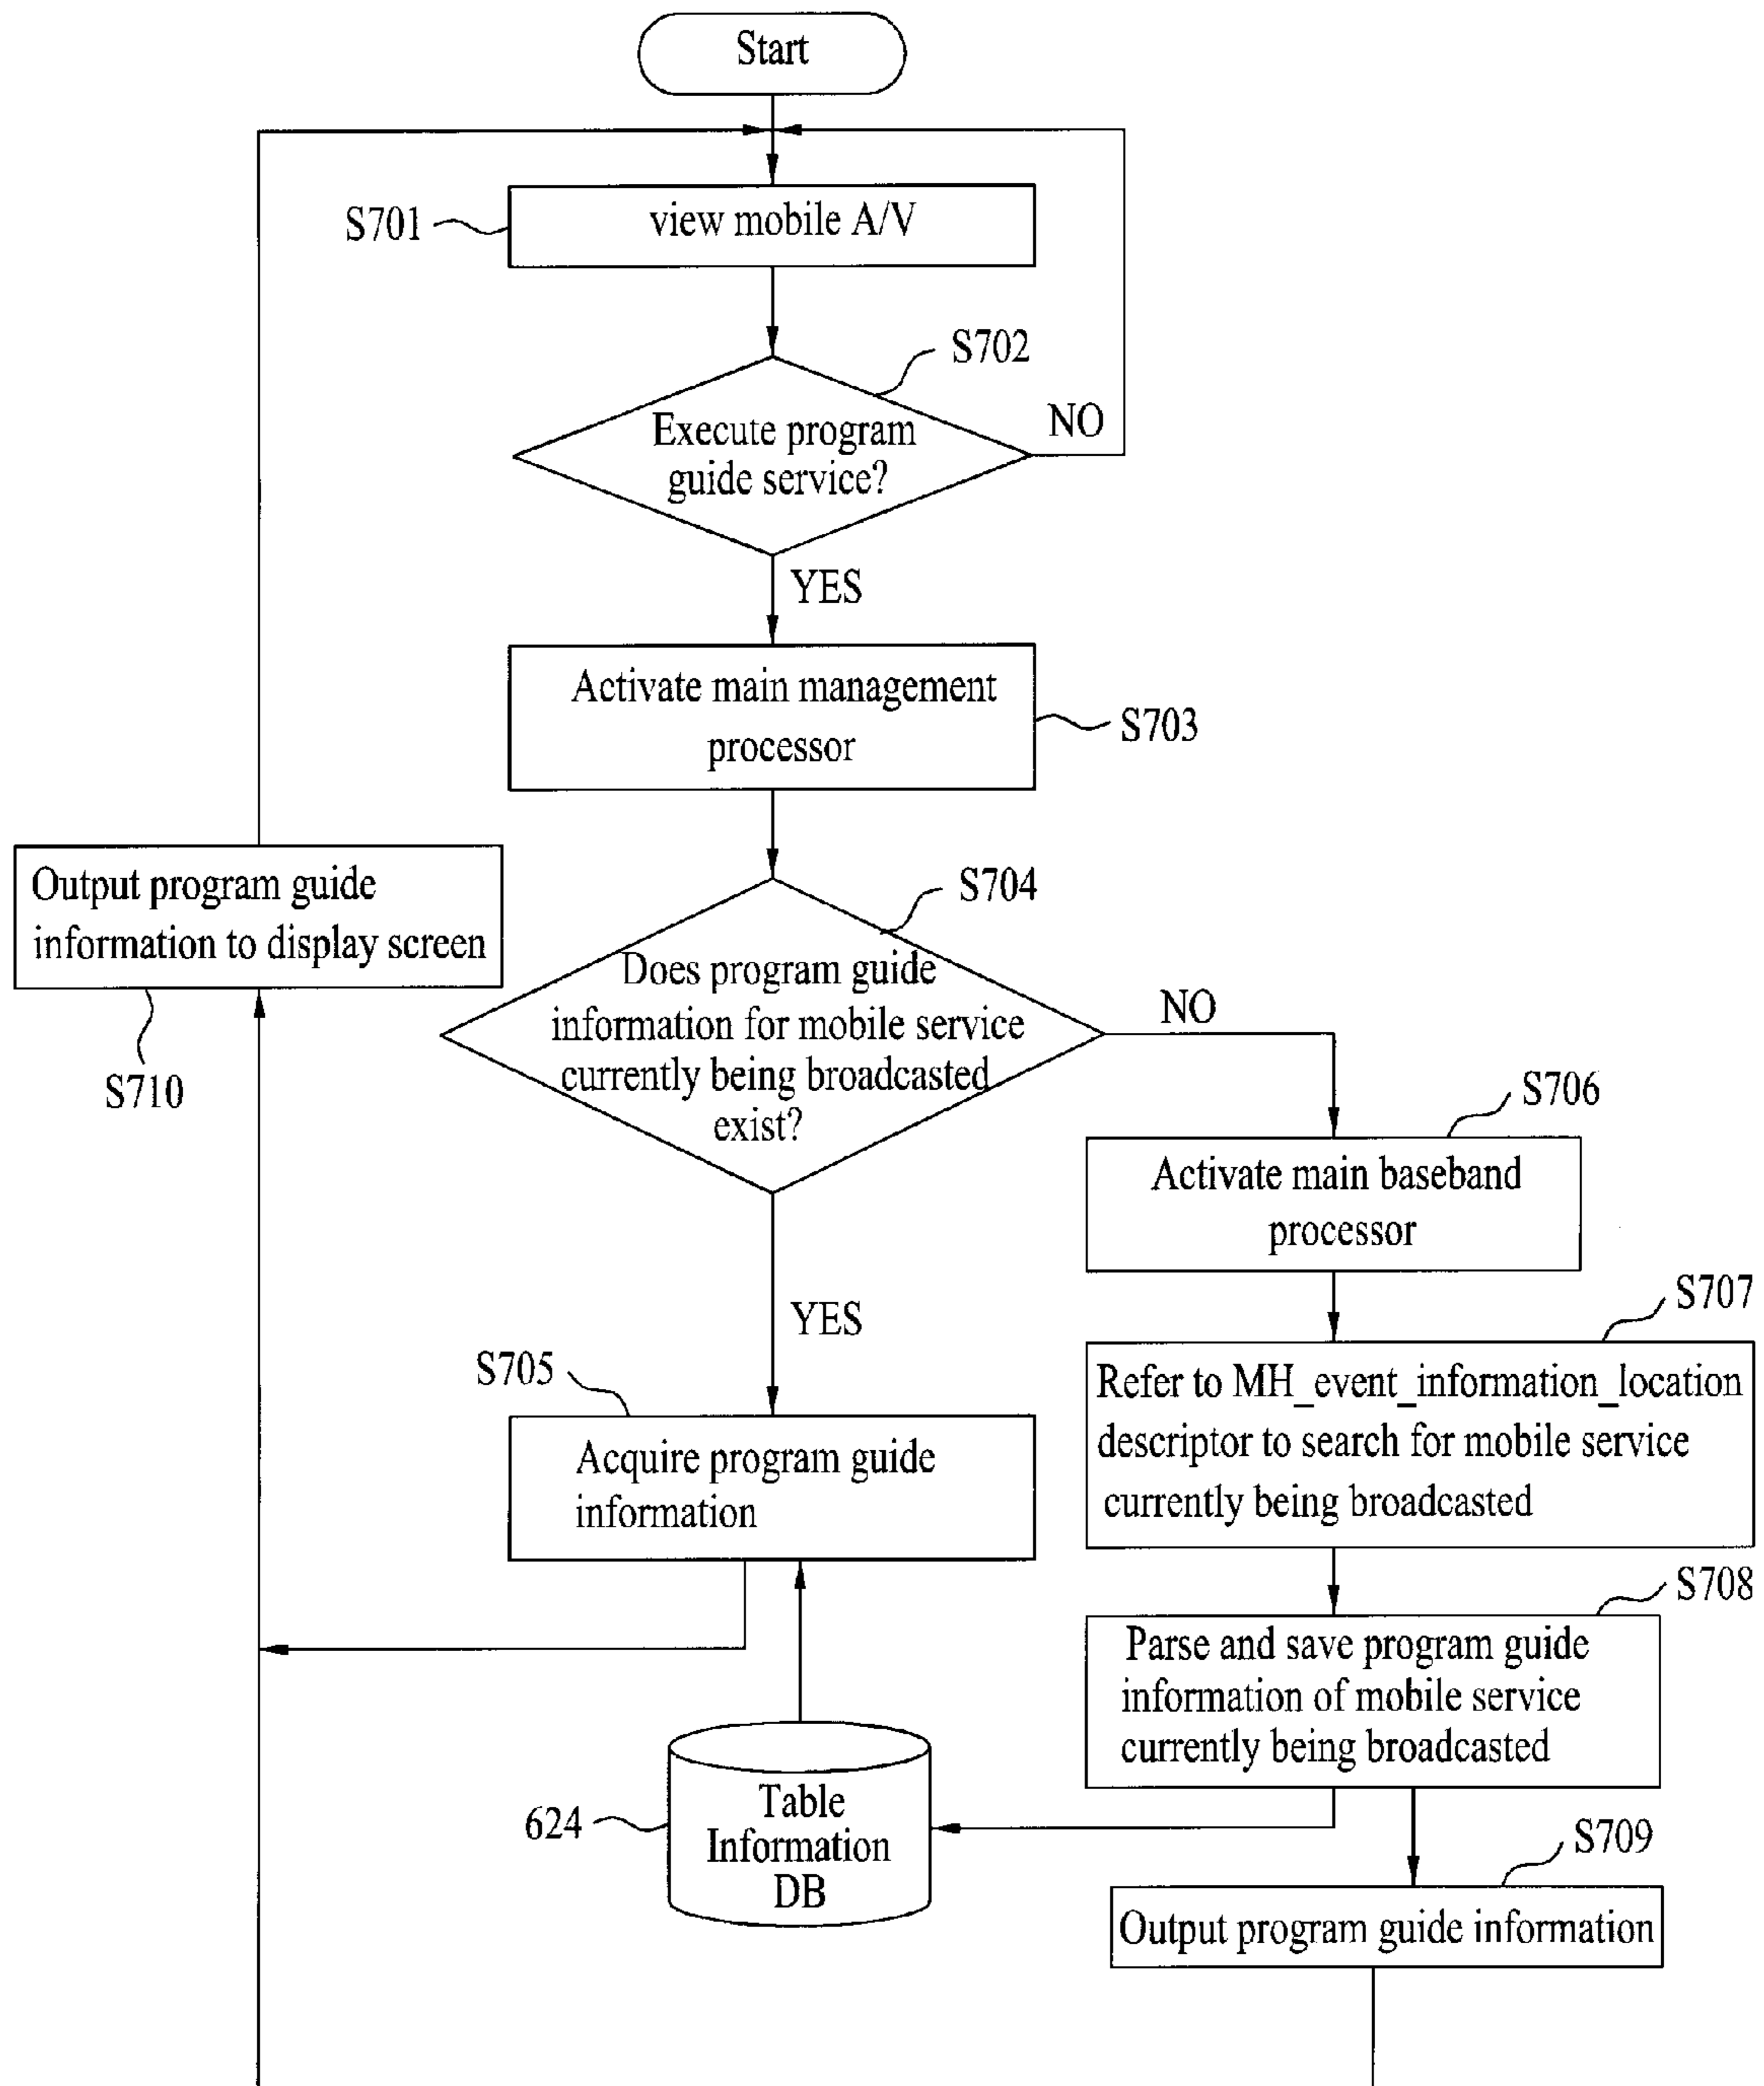 Start
S701
view mobile A/V
S702
Execute program
guide service?
NO
YES
Activate main management
processor
S703
Output program guide
information to display screen
S710
S704
Does program guide
information for mobile service
currently being broadcasted
exist?
NO
YES
S706
Activate main baseband
processor
S707
Refer to MH_event_information_location
descriptor to search for mobile service
currently being broadcasted
S705
Acquire program guide
information
S708
Parse and save program guide
information of mobile service
currently being broadcasted
624
Table
Information
DB
S709
Output program guide information